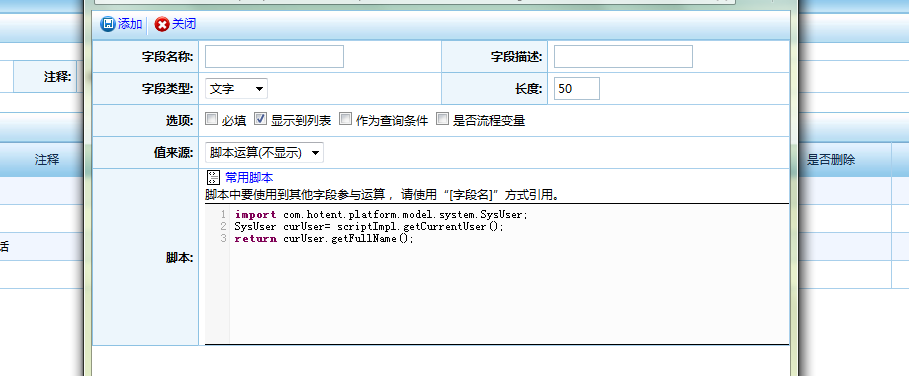 添加 关闭
字段名称: 字段描述:
注释:
字段类型: 文字 长度: 50
选项: 必填 显示到列表 作为查询条件 是否流程变量
注释 值来源: 脚本运算(不显示) 是否删除
常用脚本
脚本中要使用到其他字段参与运算，请使用“[字段名]”方式引用。
1 import com.hotent.platform.model.system.SysUser;
2 SysUser curUser= scriptImpl.getCurrentUser();
3 return curUser.getFullName();
话
脚本: